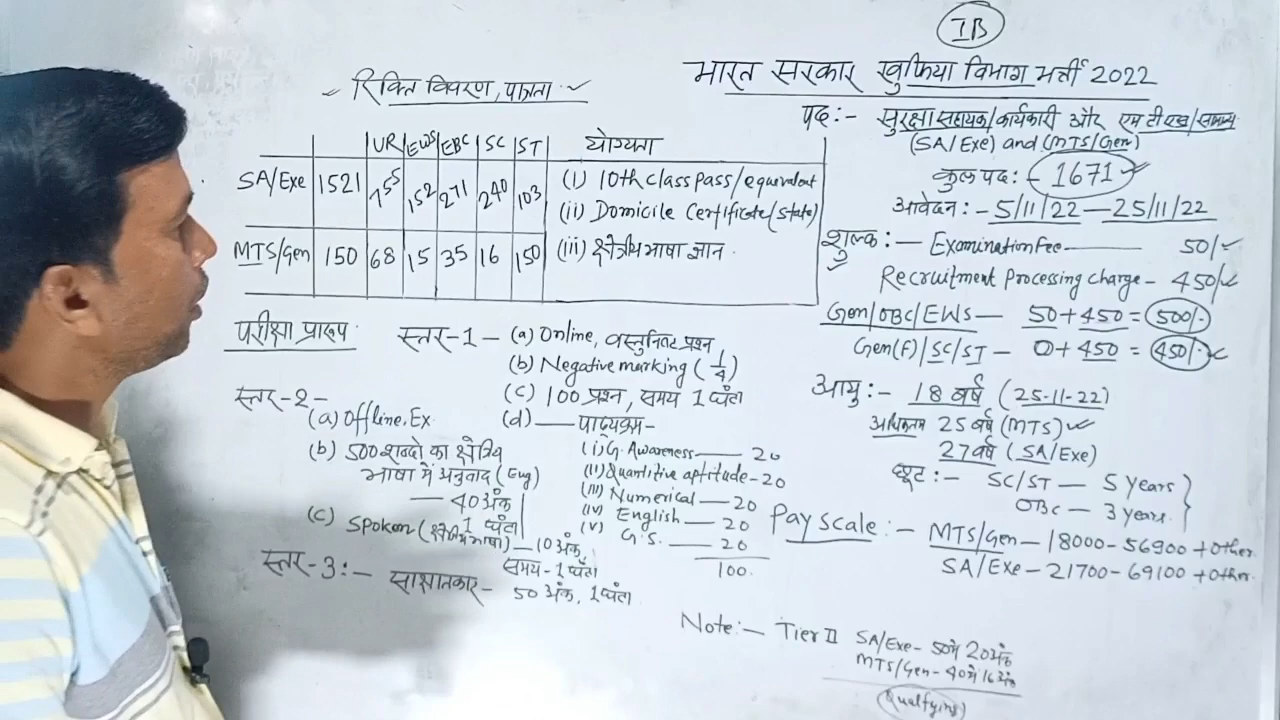 IB
भारत सरकार खुफिया विभाग भर्ती 2022
पद:- सुरक्षा सहायक/कार्यकारी और एम टी एस/सामान्य
(SA/Exe) and (MTS/Gen)
कुल पद: - 1671
आवेदन: - 5/11/22 — 25/11/22
शुल्क: - Examination Fee — 50/-
Recruitment Processing Charge - 450/-
Gen/OBC/EWS — 50 + 450 = 500/-
Gen(F)/SC/ST — 0 + 450 = 450/-
आयु: - 18 वर्ष (25-11-22)
अधिकतम 25 वर्ष (MTS)
27 वर्ष (SA/Exe)
छूट: - SC/ST — 5 years
OBC — 3 years
Pay scale: - MTS/Gen - 18000 - 56900 + other
SA/Exe - 21700 - 69100 + other
रिक्ति विवरण, पात्रता
UR EWS EBC SC ST योग्यता
SA/Exe 1521 755 152 271 240 103 (i) 10th class pass/equivalent
(ii) Domicile Certificate (state)
MTS/Gen 150 68 15 35 16 150 (iii) क्षेत्रीय भाषा ज्ञान
परीक्षा प्रारूप
स्तर-1 - (a) Online, वस्तुनिष्ठ प्रश्न
(b) Negative marking (1/4)
(c) 100 प्रश्न, समय 1 घंटा
(d) — पाठ्यक्रम -
(i) G. Awareness — 20
(ii) Quantitive aptitude - 20
(iii) Numerical — 20
(iv) English — 20
(v) G.S. — 20
100
स्तर-2 -
(a) Offline. Ex.
(b) 500 शब्दो का क्षेत्रिय
भाषा में अनुवाद (Eng)
— 40 अंक
1 घंटा
(c) Spoken (क्षेत्रीय भाषा) — 10 अंक,
समय - 1 घंटा
स्तर-3: - साक्षातकार - 50 अंक, 1 घंटा
Note: - Tier II SA/Exe - 50 में 20 अंक
MTS/Gen - 40 में 16 अंक
(Qualifying)